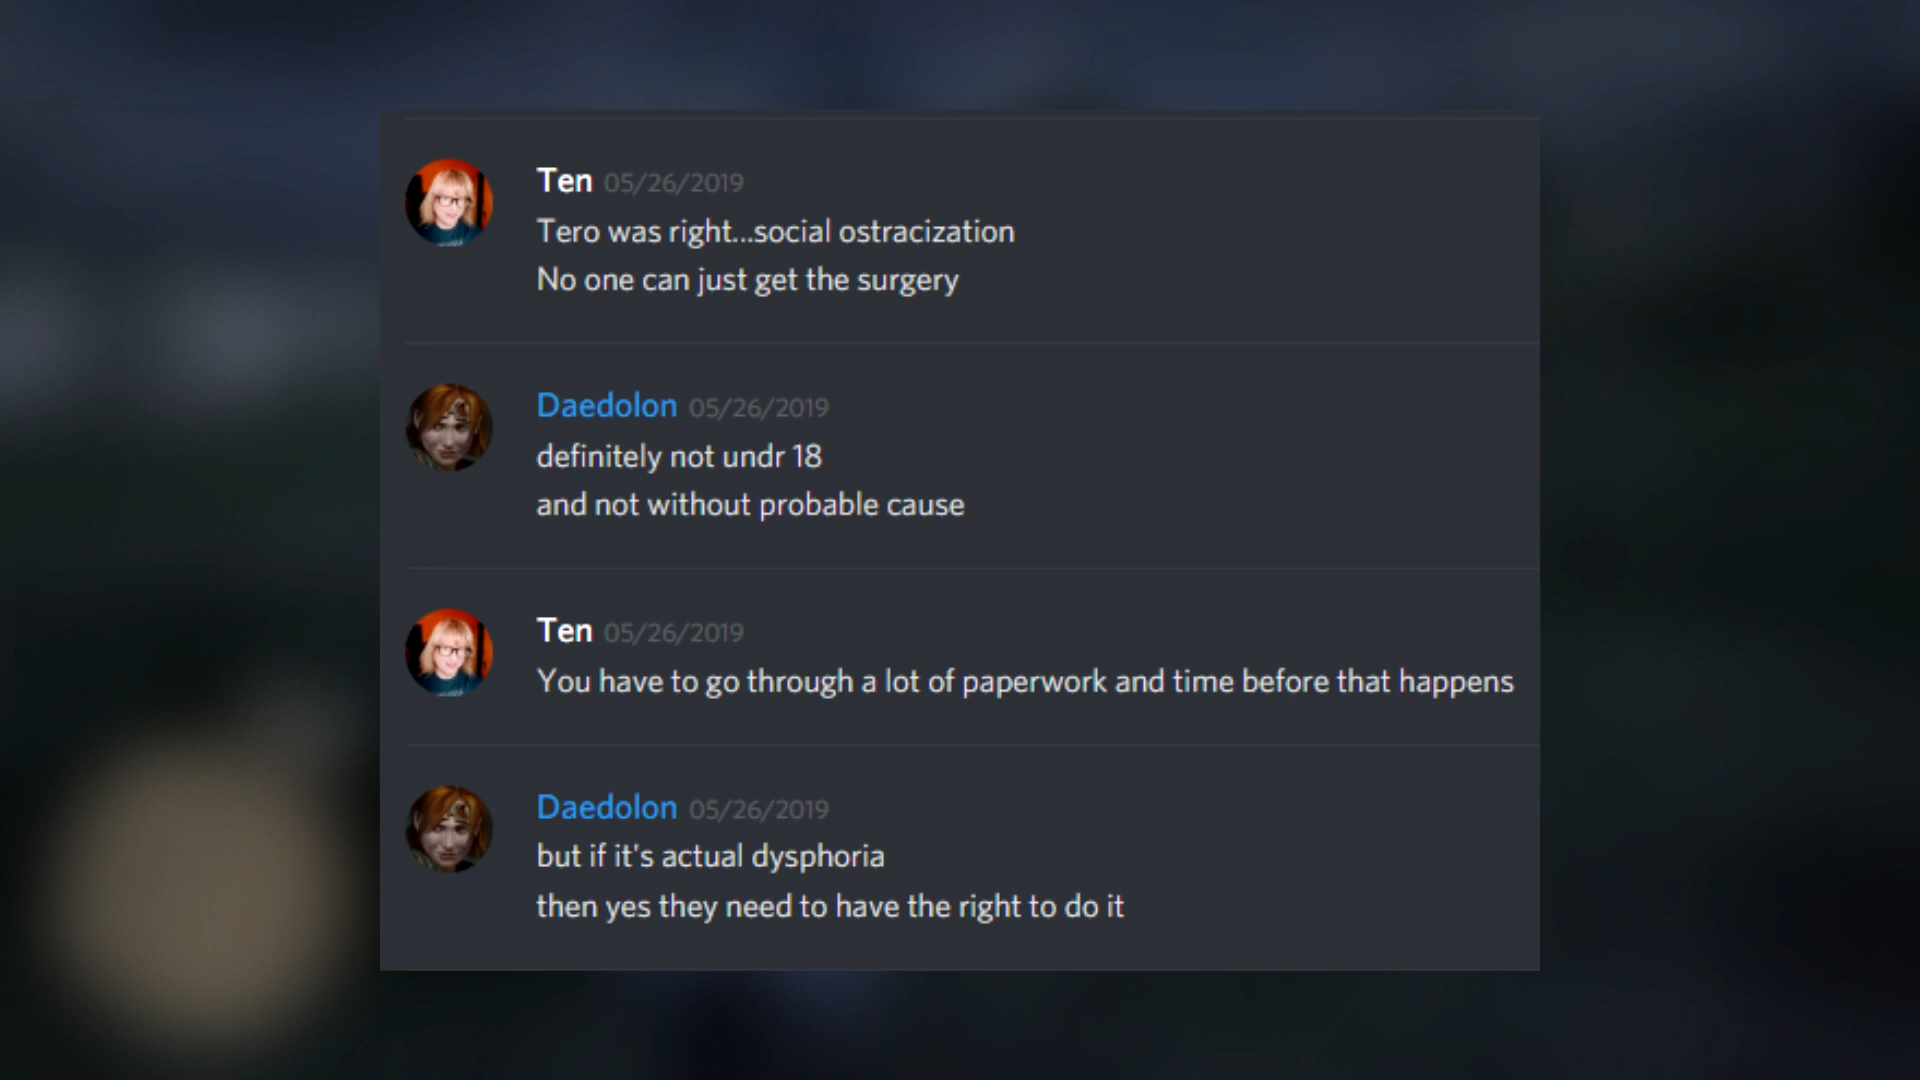 Ten 05/26/2019
Tero was right...social ostracization
No one can just get the surgery
Daedolon 05/26/2019
definitely not undr 18
and not without probable cause
Ten 05/26/2019
You have to go through a lot of paperwork and time before that happens
Daedolon 05/26/2019
but if it's actual dysphoria
then yes they need to have the right to do it